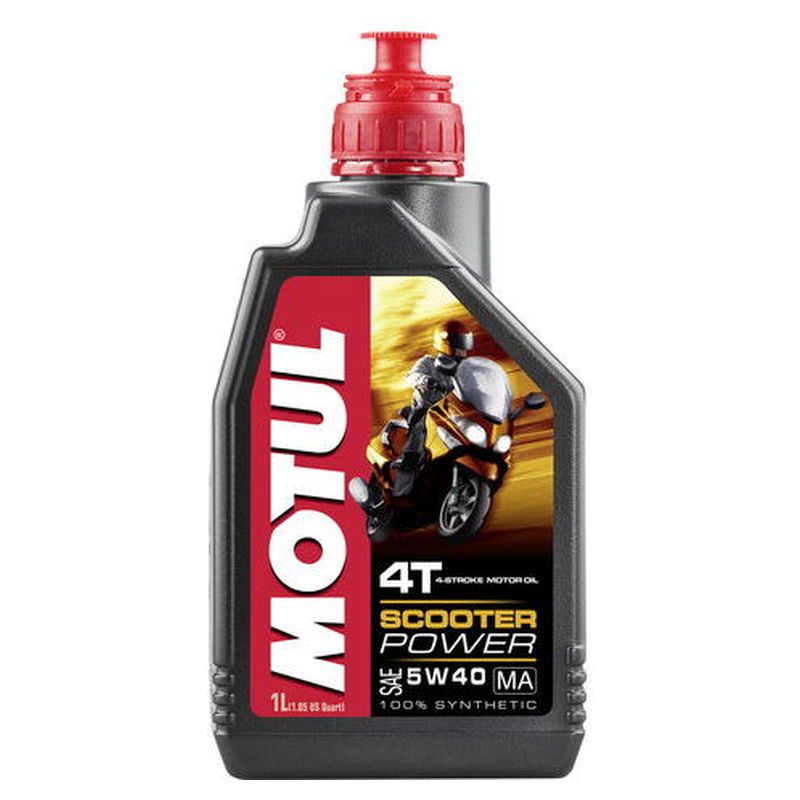 MOTUL®
4T 4-STROKE MOTOR OIL
SCOOTER
POWER
SAE 5W40 MA
100% SYNTHETIC
1L(1.05 US Quart)